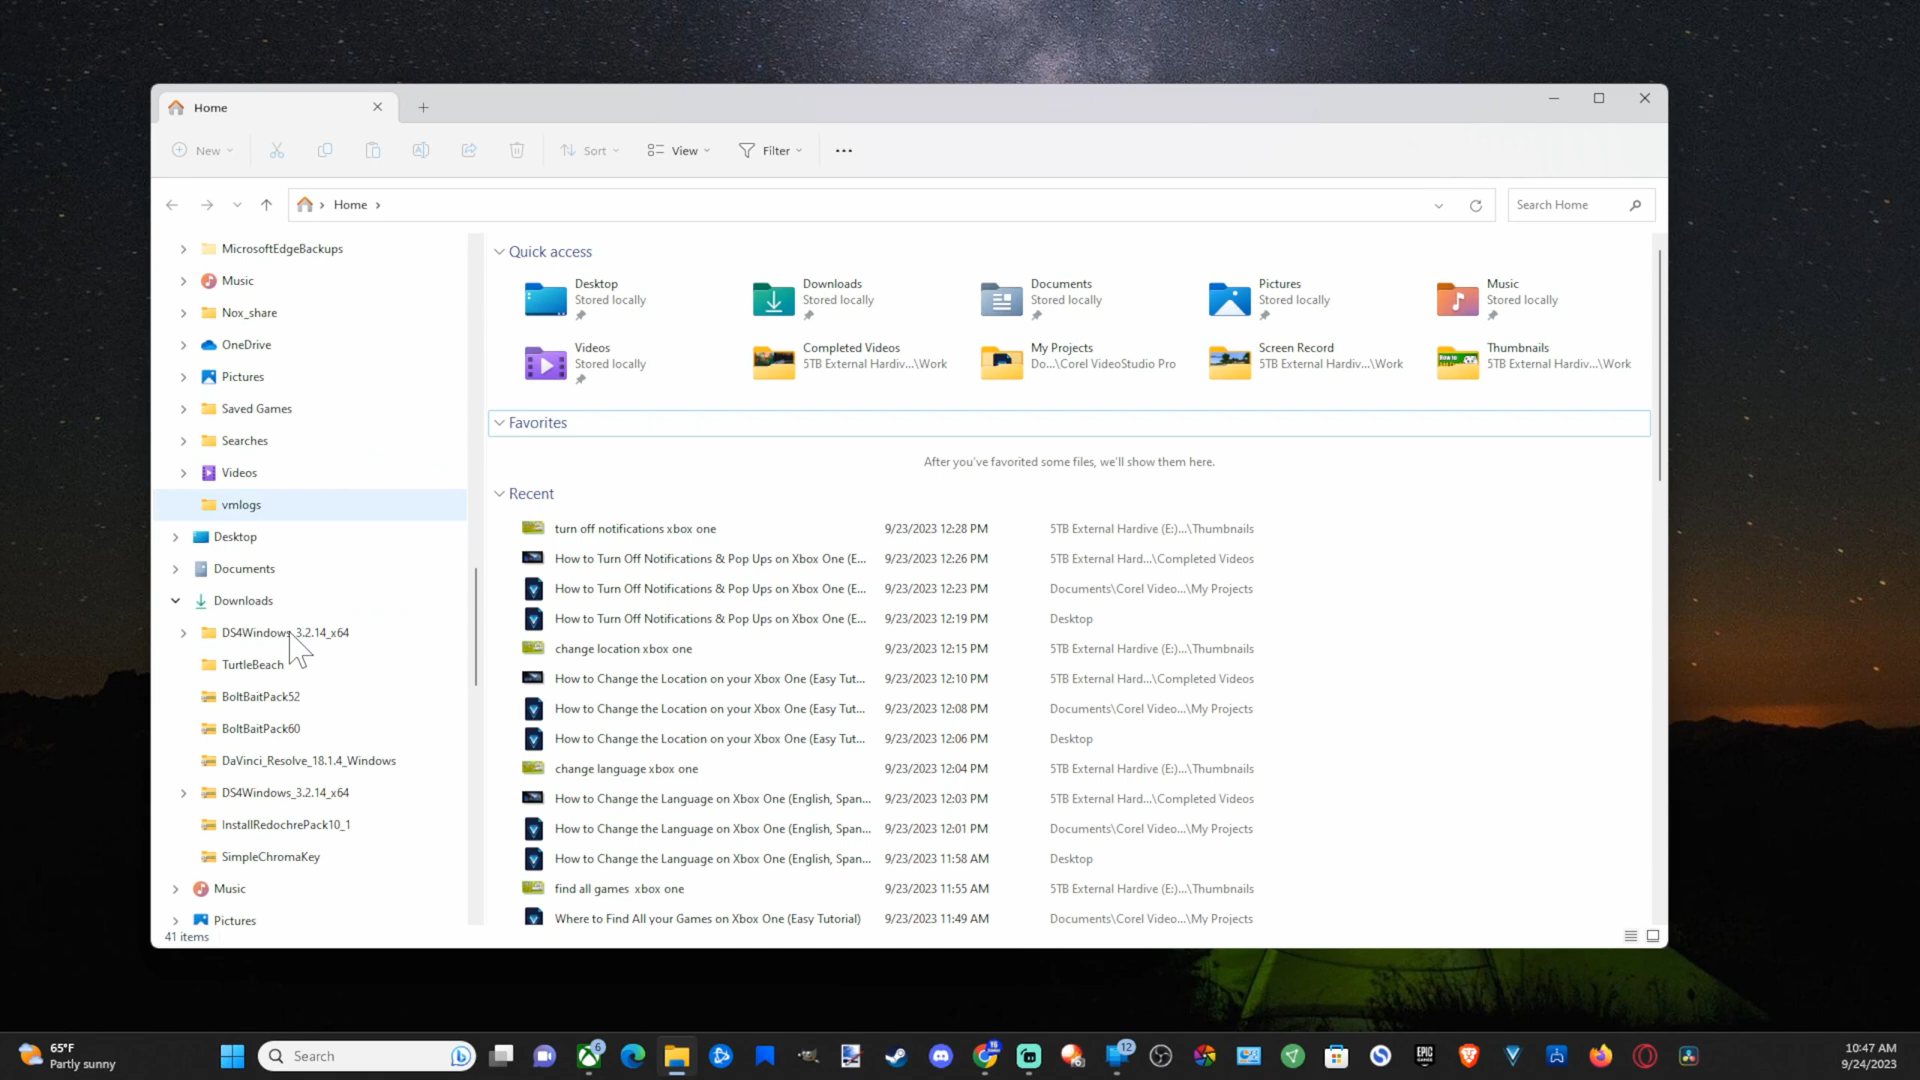 Home
New
Sort
View
Filter
Home
Search Home
MicrosoftEdgeBackups
Music
Nox_share
OneDrive
Pictures
Saved Games
Searches
Videos
vmlogs
Desktop
Documents
Downloads
DS4Windows_3.2.14_x64
TurtleBeach
BoltBaitPack52
BoltBaitPack60
DaVinci_Resolve_18.1.4_Windows
DS4Windows_3.2.14_x64
InstallRedochrePack10_1
SimpleChromaKey
Music
Pictures
41 items
Quick access
Desktop
Stored locally
Downloads
Stored locally
Documents
Stored locally
Pictures
Stored locally
Music
Stored locally
Videos
Stored locally
Completed Videos
5TB External Hardiv...\Work
My Projects
Do...\Corel VideoStudio Pro
Screen Record
5TB External Hardiv...\Work
Thumbnails
5TB External Hardiv...\Work
Favorites
After you've favorited some files, we'll show them here.
Recent
turn off notifications xbox one 9/23/2023 12:28 PM 5TB External Hardive (E:)...\Thumbnails
How to Turn Off Notifications & Pop Ups on Xbox One (E... 9/23/2023 12:26 PM 5TB External Hard...\Completed Videos
How to Turn Off Notifications & Pop Ups on Xbox One (E... 9/23/2023 12:23 PM Documents\Corel Video...\My Projects
How to Turn Off Notifications & Pop Ups on Xbox One (E... 9/23/2023 12:19 PM Desktop
change location xbox one 9/23/2023 12:15 PM 5TB External Hardive (E:)...\Thumbnails
How to Change the Location on your Xbox One (Easy Tut... 9/23/2023 12:10 PM 5TB External Hard...\Completed Videos
How to Change the Location on your Xbox One (Easy Tut... 9/23/2023 12:08 PM Documents\Corel Video...\My Projects
How to Change the Location on your Xbox One (Easy Tut... 9/23/2023 12:06 PM Desktop
change language xbox one 9/23/2023 12:04 PM 5TB External Hardive (E:)...\Thumbnails
How to Change the Language on Xbox One (English, Span... 9/23/2023 12:03 PM 5TB External Hard...\Completed Videos
How to Change the Language on Xbox One (English, Span... 9/23/2023 12:01 PM Documents\Corel Video...\My Projects
How to Change the Language on Xbox One (English, Span... 9/23/2023 11:58 AM Desktop
find all games xbox one 9/23/2023 11:55 AM 5TB External Hardive (E:)...\Thumbnails
Where to Find All your Games on Xbox One (Easy Tutorial) 9/23/2023 11:49 AM Documents\Corel Video...\My Projects
65°F
Partly sunny
Search
6
12
EPIC
10:47 AM
9/24/2023